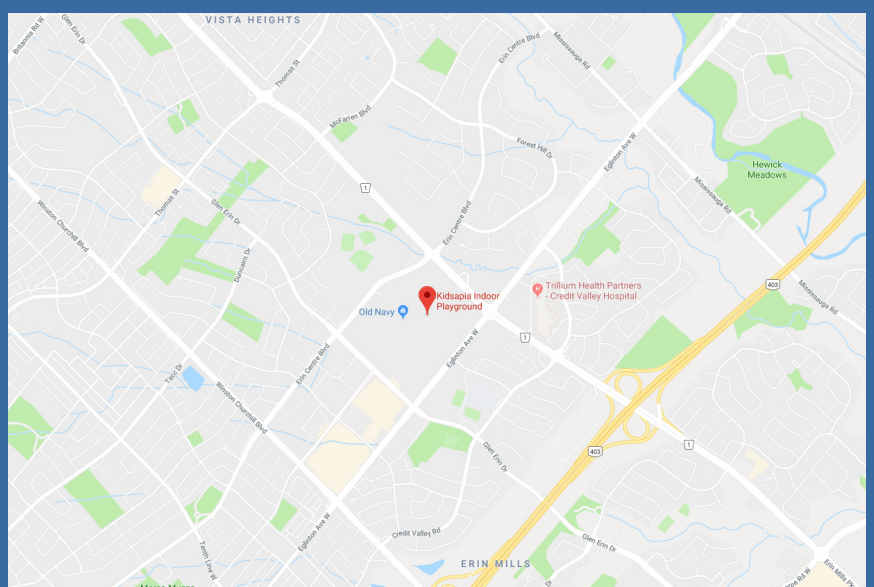 VISTA HEIGHTS
Britannia Rd W
Glen Erin Dr
Thomas St
Erin Centre Blvd
Mississauga Rd
McFarren Blvd
Forest Hill Dr
Eglinton Ave W
Hewick
Meadows
1
Mississauga Rd
Thomas St
Glen Erin Dr
Winston Churchill Blvd
Erin Centre Blvd
Duncairn Dr
403
Mississauga Rd
Trillium Health Partners
- Credit Valley Hospital
H
Kidsapia Indoor
Playground
Old Navy
1
Eglinton Ave W
Erin Centre Blvd
Taco Dr
Winston Churchill Blvd
1
403
Glen Erin Dr
Credit Valley Rd
Eglinton Ave W
Tenth Line W
Glen Erin Dr
ERIN MILLS
Dr
Rd W